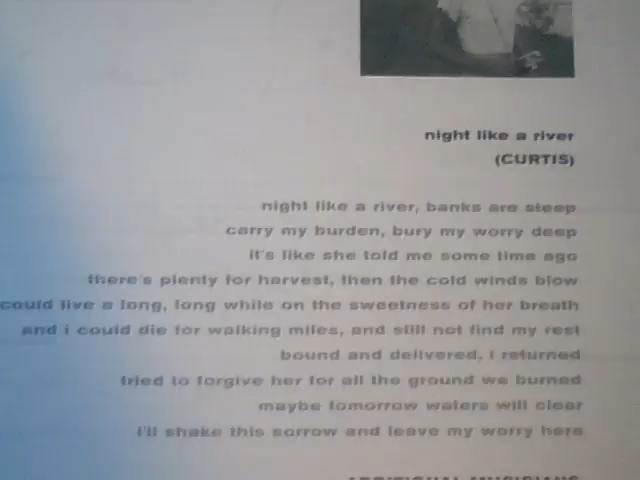 night like a river
(CURTIS)
night like a river, banks are steep
carry my burden, bury my worry deep
it's like she told me some time ago
there's plenty for harvest, then the cold winds blow
could live a long, long while on the sweetness of her breath
and i could die for walking miles, and still not find my rest
bound and delivered, i returned
tried to forgive her for all the ground we burned
maybe tomorrow waters will clear
i'll shake this sorrow and leave my worry here
ADDITIONAL MUSICIANS